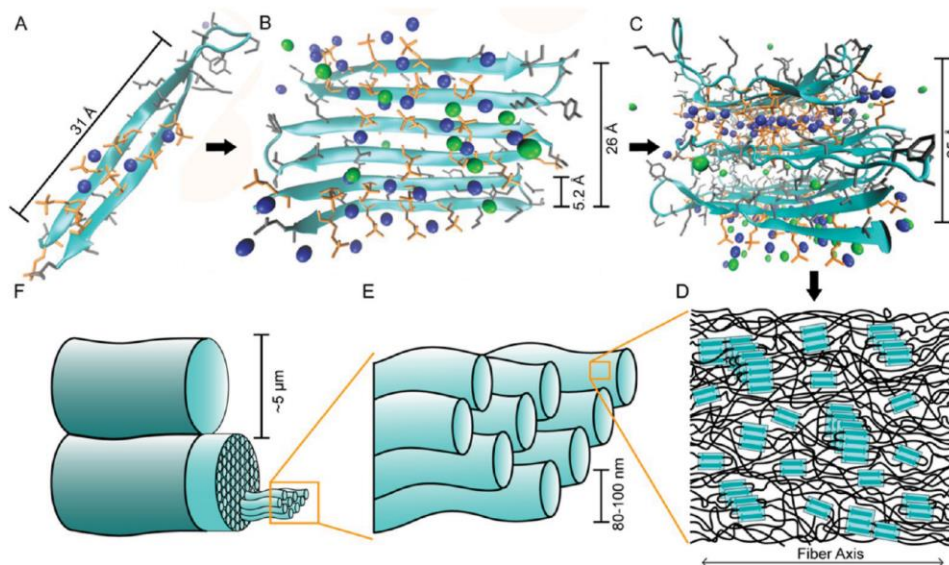 A
B
C
31 Å
26 Å
5.2 Å
F
E
D
~5 µm
80-100 nm
Fiber Axis